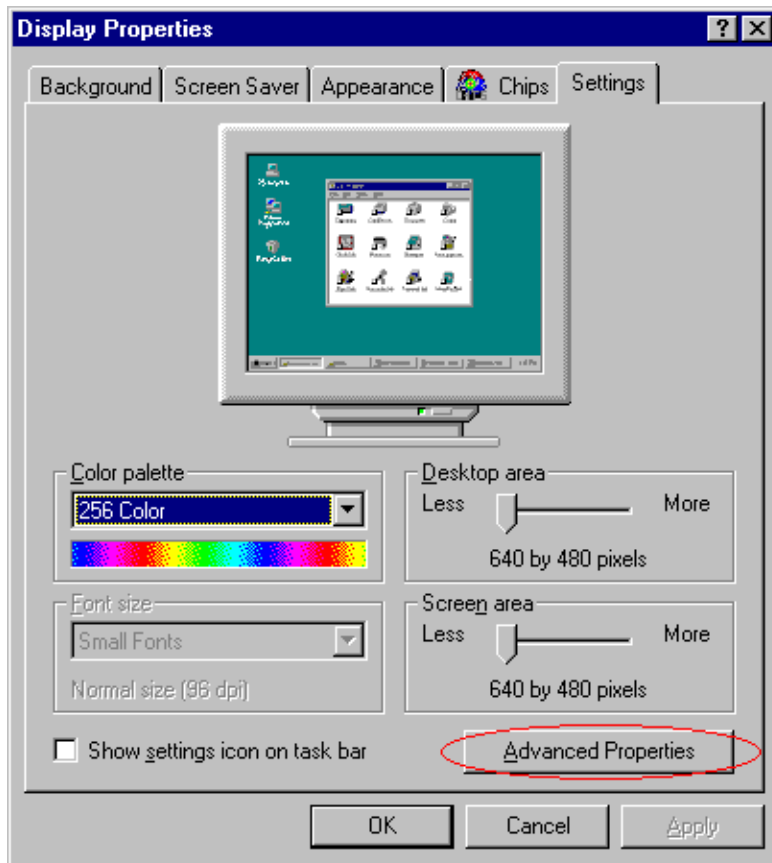 Display Properties
Background Screen Saver Appearance Chips Settings
Color palette
256 Color
Desktop area
Less More
640 by 480 pixels
Font size
Small Fonts
Normal size (96 dpi)
Screen area
Less More
640 by 480 pixels
Show settings icon on task bar
Advanced Properties
OK Cancel Apply